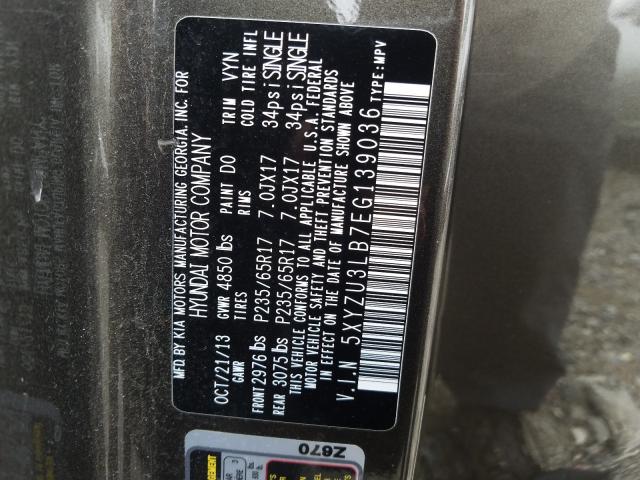 MFD. BY KIA MOTORS MANUFACTURING GEORGIA, INC. FOR
HYUNDAI MOTOR COMPANY
OCT/21/13 GVWR 4850 lbs PAINT D0 TRIM VYN
GAWR TIRES RIMS COLD TIRE INFL
FRONT 2976 lbs P235/65R17 7.0JX17 34psi SINGLE
REAR 3075 lbs P235/65R17 7.0JX17 34psi SINGLE
THIS VEHICLE CONFORMS TO ALL APPLICABLE U.S.A. FEDERAL
MOTOR VEHICLE SAFETY AND THEFT PREVENTION STANDARDS
IN EFFECT ON THE DATE OF MANUFACTURE SHOWN ABOVE
V.I.N 5XYZU3LB7EG139036 TYPE:MPV
Z670